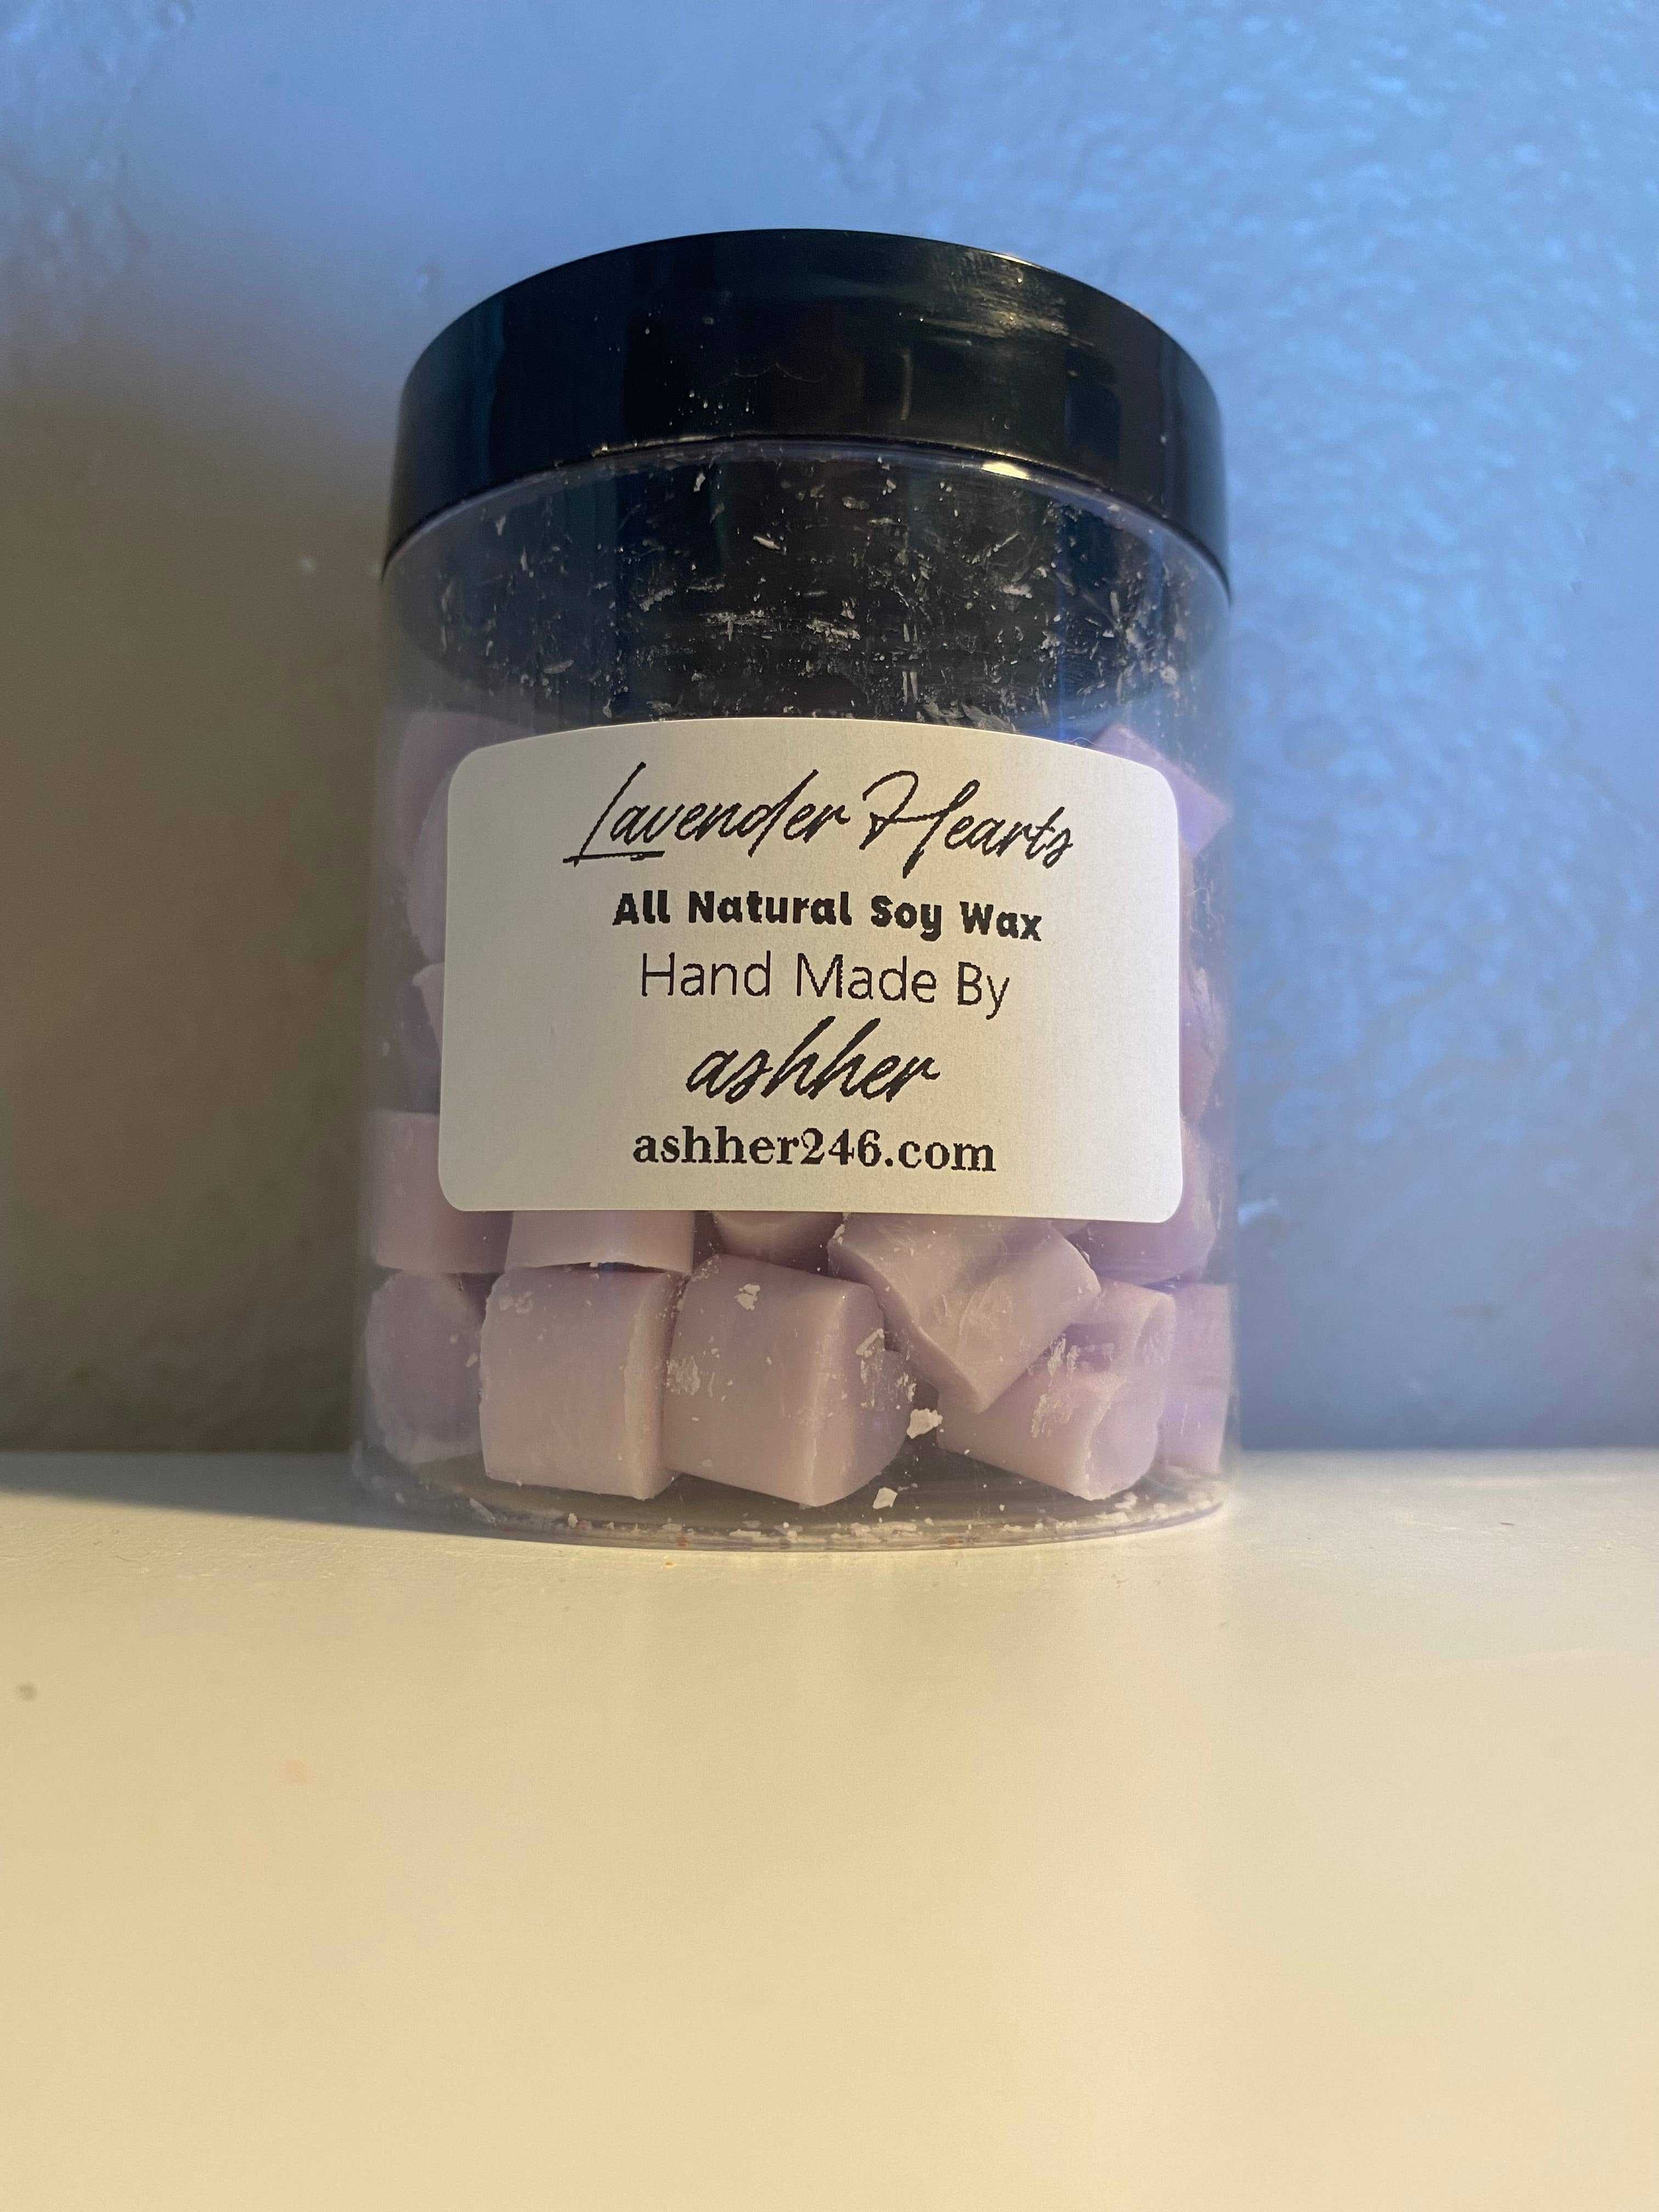 Lavender Hearts
All Natural Soy Wax
Hand Made By
ashher
ashher246.com